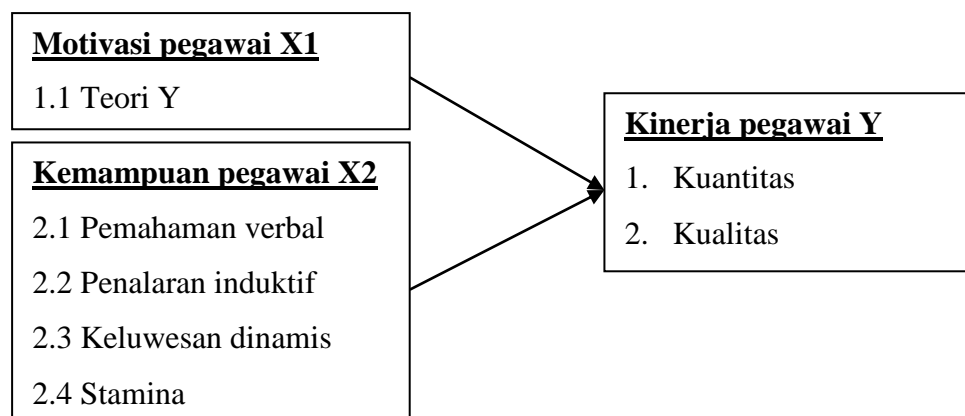 Motivasi pegawai X1
1.1 Teori Y
Kemampuan pegawai X2
2.1 Pemahaman verbal
2.2 Penalaran induktif
2.3 Keluwesan dinamis
2.4 Stamina
Kinerja pegawai Y
1. Kuantitas
2. Kualitas